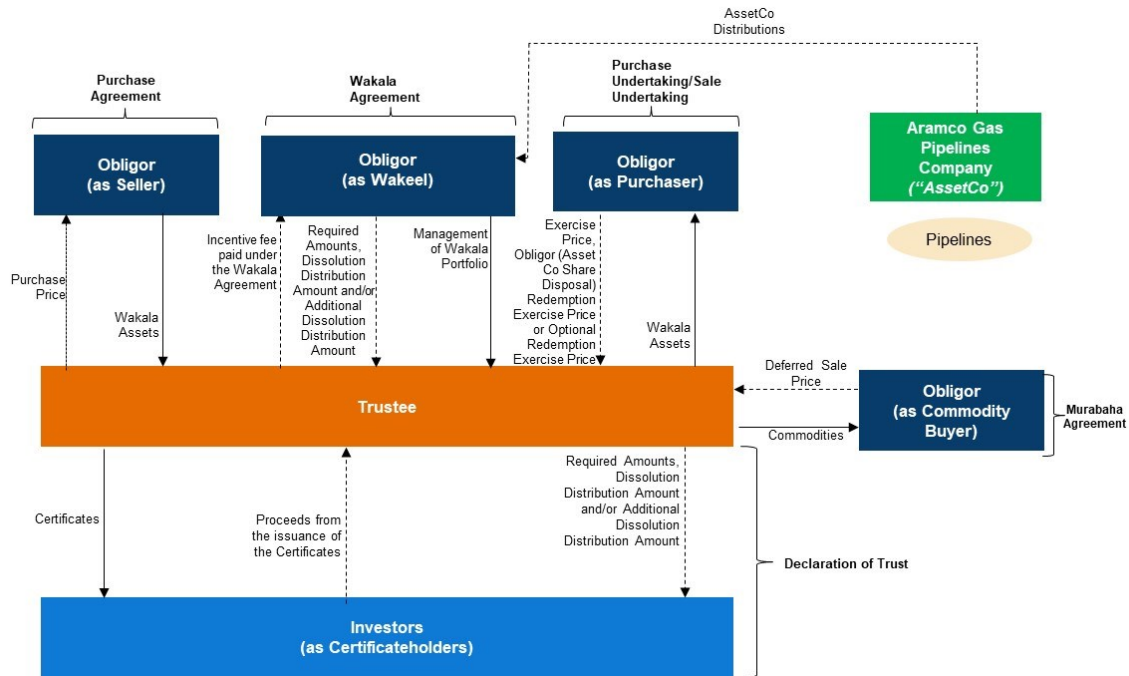 AssetCo
Distributions
Purchase
Agreement
Wakala
Agreement
Purchase
Undertaking/Sale
Undertaking
Obligor
(as Seller)
Obligor
(as Wakeel)
Obligor
(as Purchaser)
Aramco Gas
Pipelines
Company
(“AssetCo”)
Pipelines
Purchase
Price
Wakala
Assets
Incentive fee
paid under
the Wakala
Agreement
Required
Amounts,
Dissolution
Distribution
Amount and/or
Additional
Dissolution
Distribution
Amount
Management
of Wakala
Portfolio
Exercise
Price,
Obligor (Asset
Co Share
Disposal)
Redemption
Exercise Price
or Optional
Redemption
Exercise Price
Wakala
Assets
Trustee
Deferred Sale
Price
Commodities
Obligor
(as Commodity
Buyer)
Murabaha
Agreement
Certificates
Proceeds from
the issuance of
the Certificates
Required Amounts,
Dissolution
Distribution Amount
and/or Additional
Dissolution
Distribution Amount
Declaration of Trust
Investors
(as Certificateholders)